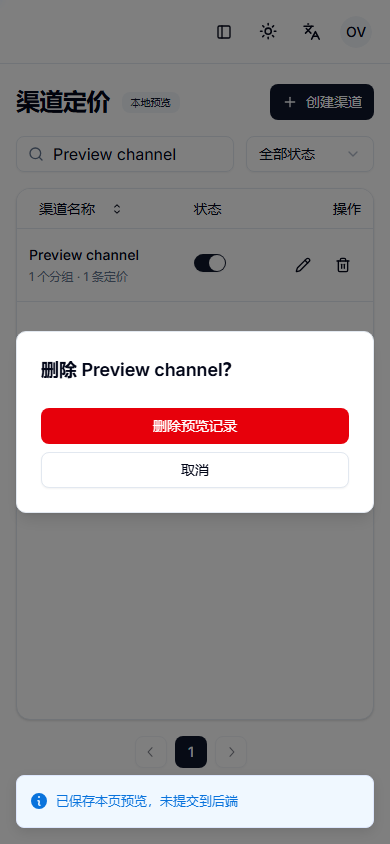 OV
渠道定价
本地预览
创建渠道
Preview channel
全部状态
渠道名称
状态
操作
Preview channel
1 个分组 · 1 条定价
删除 Preview channel?
删除预览记录
取消
1
已保存本页预览，未提交到后端